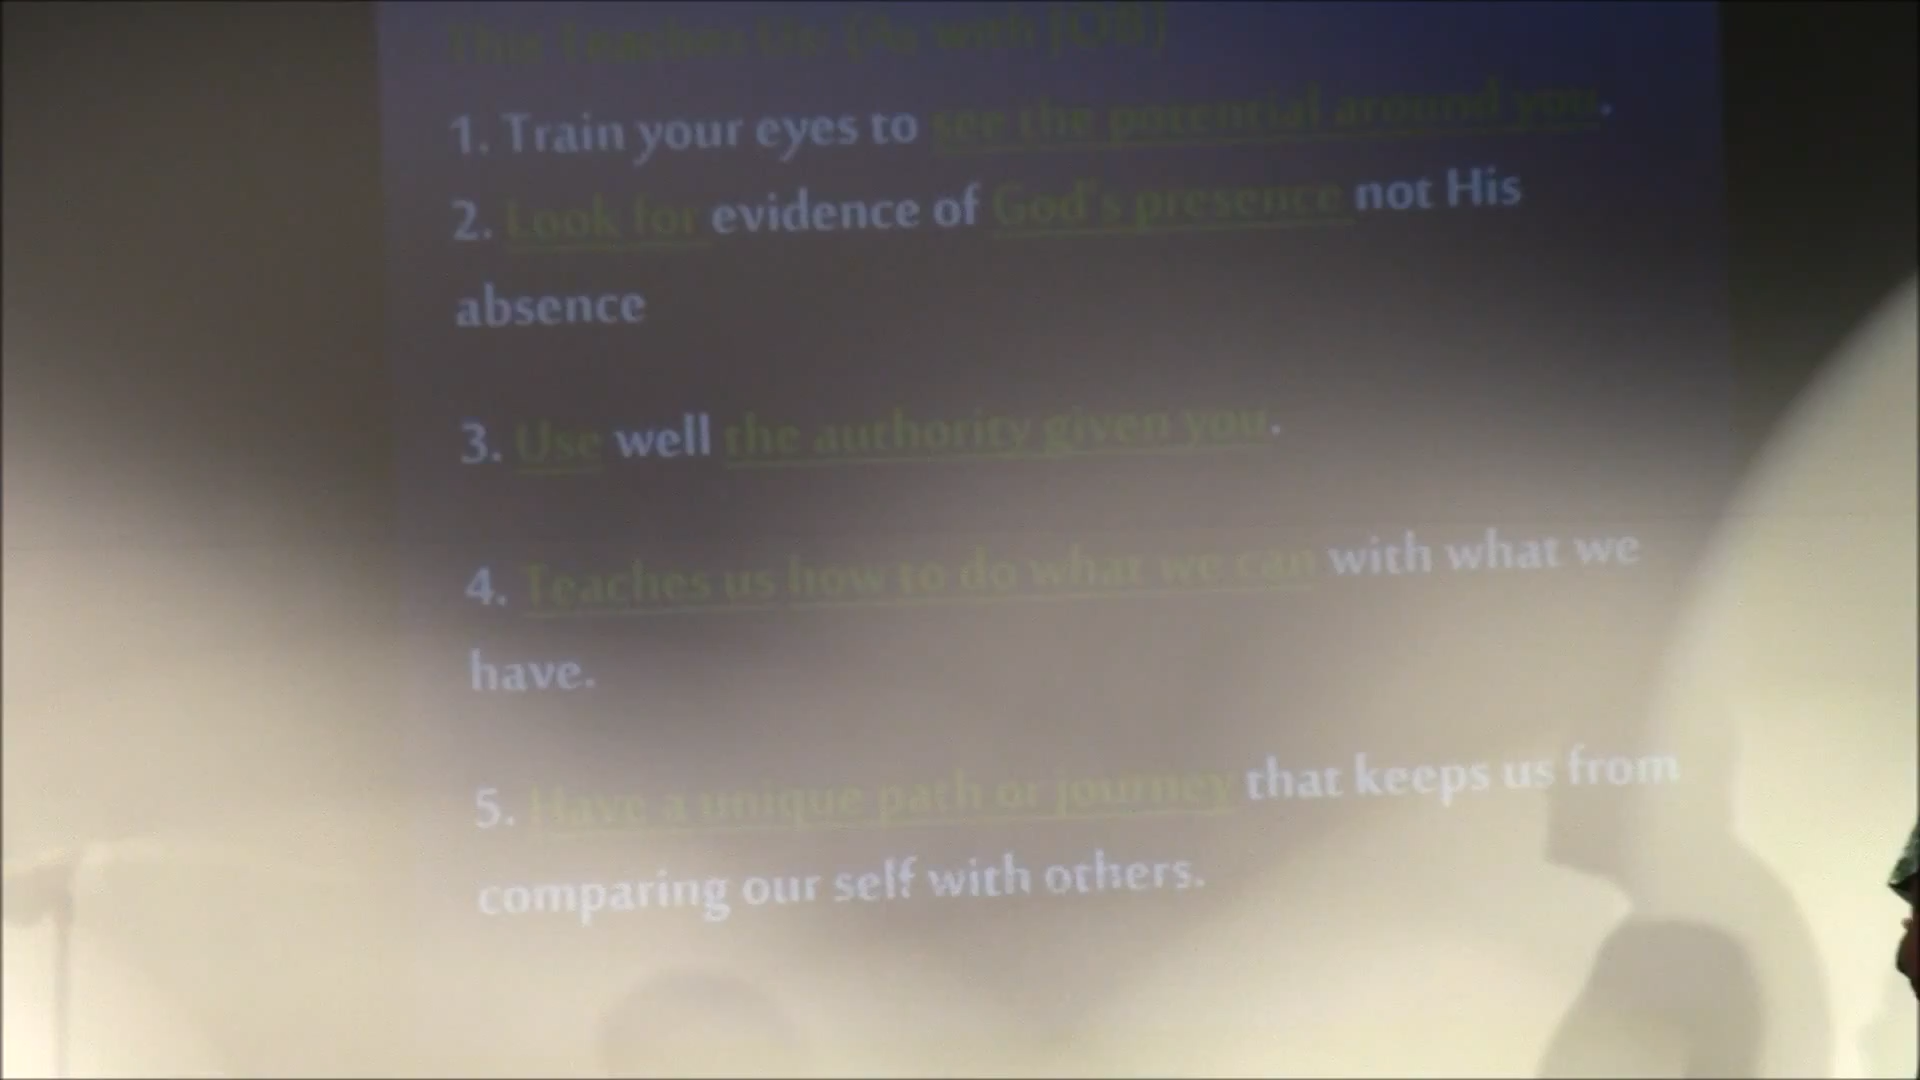 This Teaches Us: (As with JOB)
1. Train your eyes to see the potential around you.
2. Look for evidence of God's presence not His
absence
3. Use well the authority given you.
4. Teaches us how to do what we can with what we
have.
5. Have a unique path or journey that keeps us from
comparing our self with others.